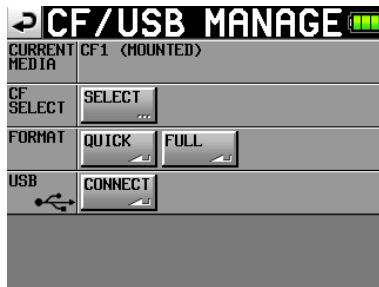 CF/USB MANAGE
CURRENT MEDIA CF1 (MOUNTED)
CF SELECT SELECT ...
FORMAT QUICK FULL
USB CONNECT